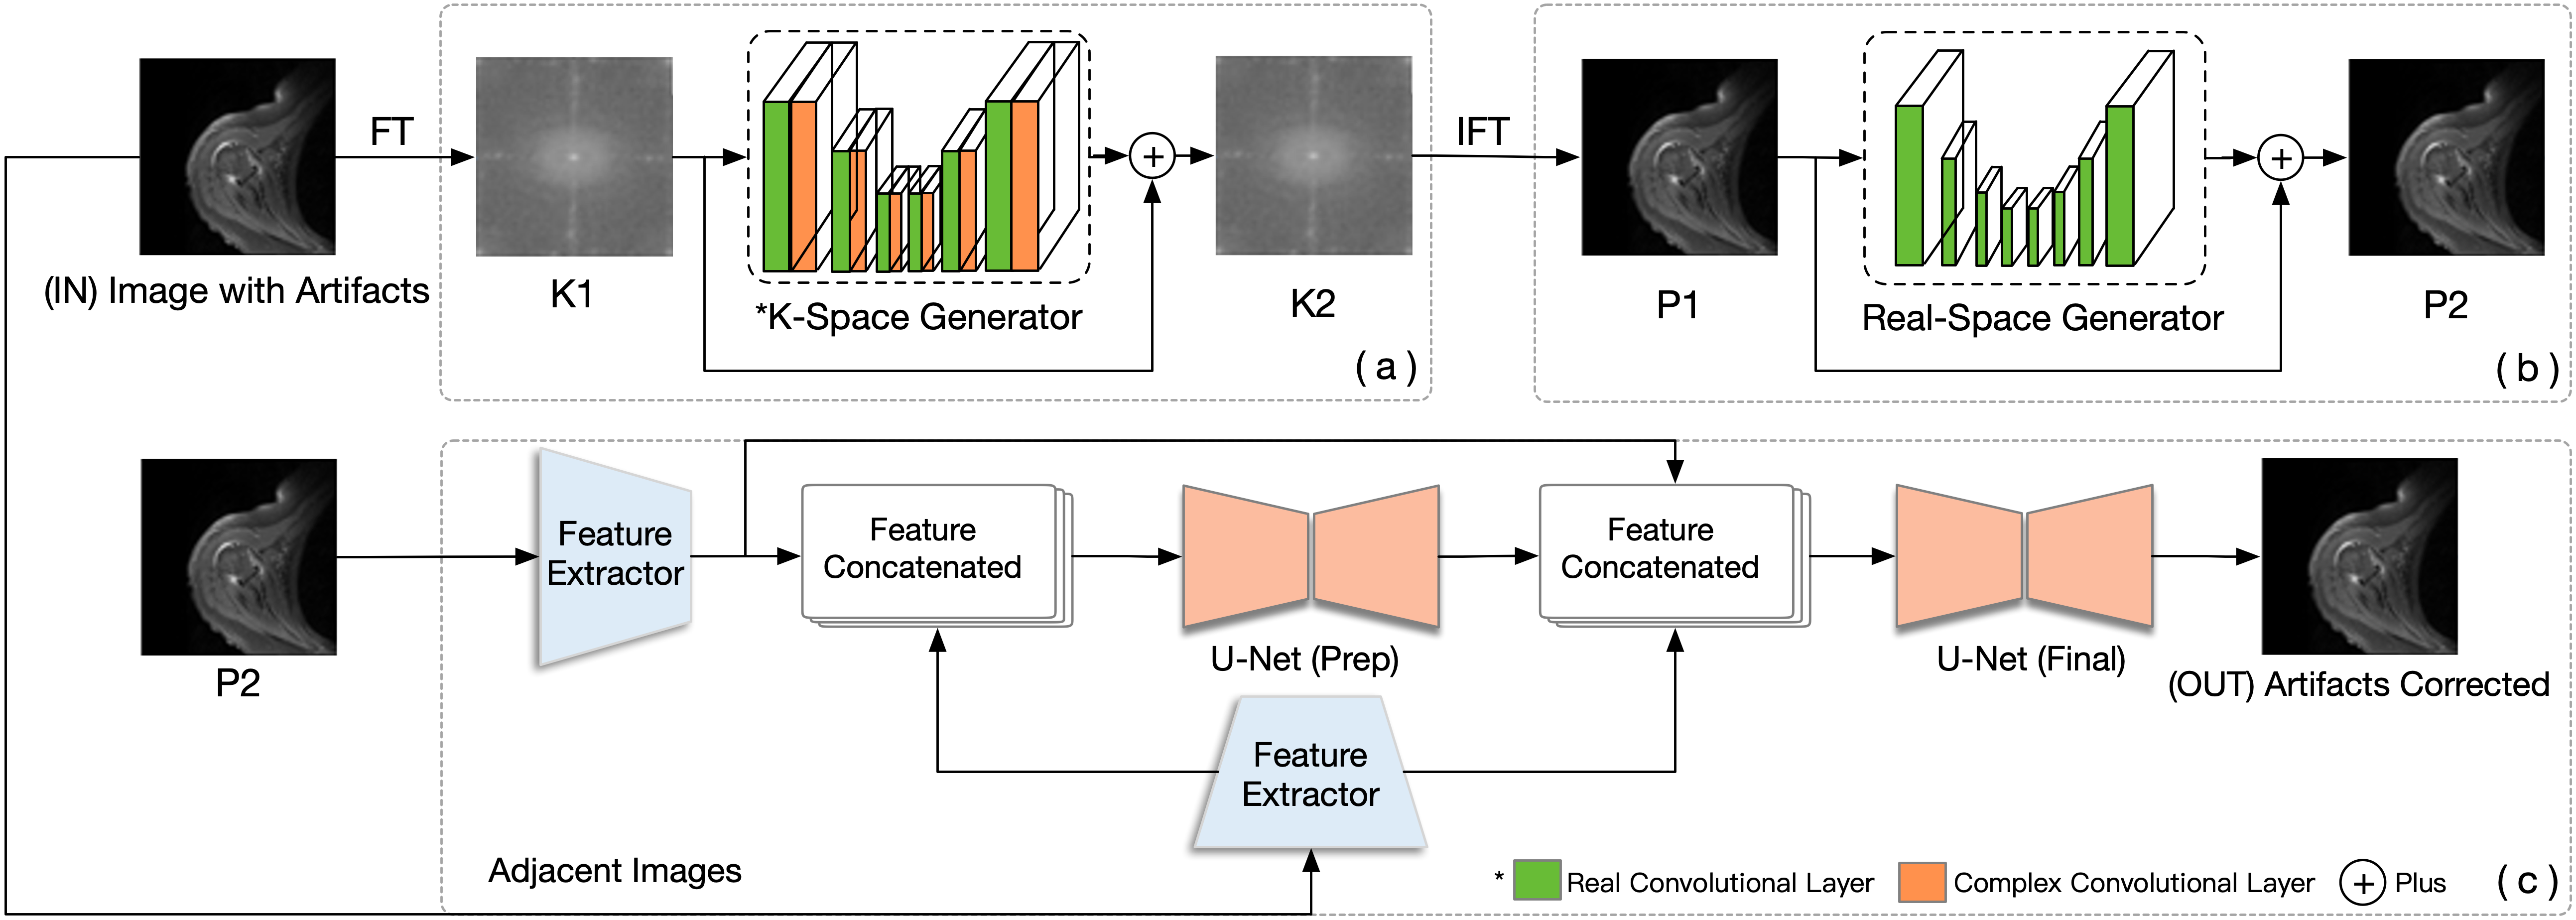 FT
(IN) Image with Artifacts
K1
*K-Space Generator
+
K2
( a )
IFT
P1
Real-Space Generator
+
P2
( b )
P2
Feature
Extractor
Feature
Concatenated
U-Net (Prep)
Feature
Concatenated
U-Net (Final)
(OUT) Artifacts Corrected
Feature
Extractor
Adjacent Images
* Real Convolutional Layer
Complex Convolutional Layer
+ Plus
( c )